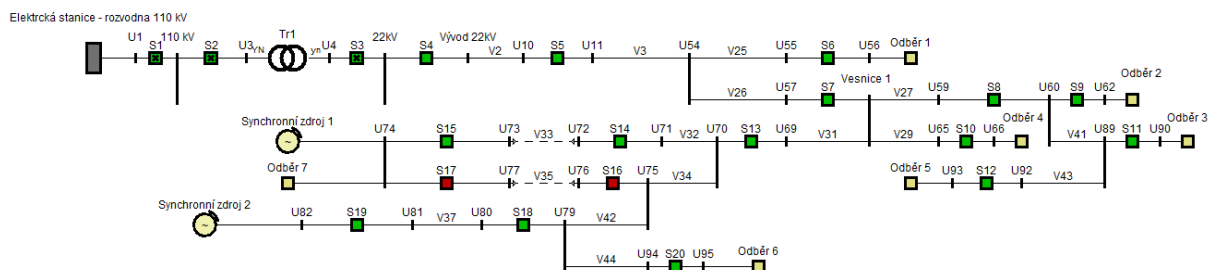 Elektrcká stanice - rozvodna 110 kV
U1 S1 110 kV S2 U3 YN Tr1 yn U4 S3 22kV S4 Vývod 22kV V2 U10 S5 U11 V3 U54 V25 U55 S6 U56 Odběr 1
V26 U57 S7 Vesnice 1 V27 U59 S8 U60 S9 U62 Odběr 2
Synchronní zdroj 1 U74 S15 U73 V33 U72 S14 U71 V32 U70 S13 U69 V31 V29 U65 S10 U66 Odběr 4 V41 U89 S11 U90 Odběr 3
Odběr 7 S17 U77 V35 U76 S16 U75 V34 Odběr 5 U93 S12 U92 V43
Synchronní zdroj 2 U82 S19 U81 V37 U80 S18 U79 V42
V44 U94 S20 U95 Odběr 6